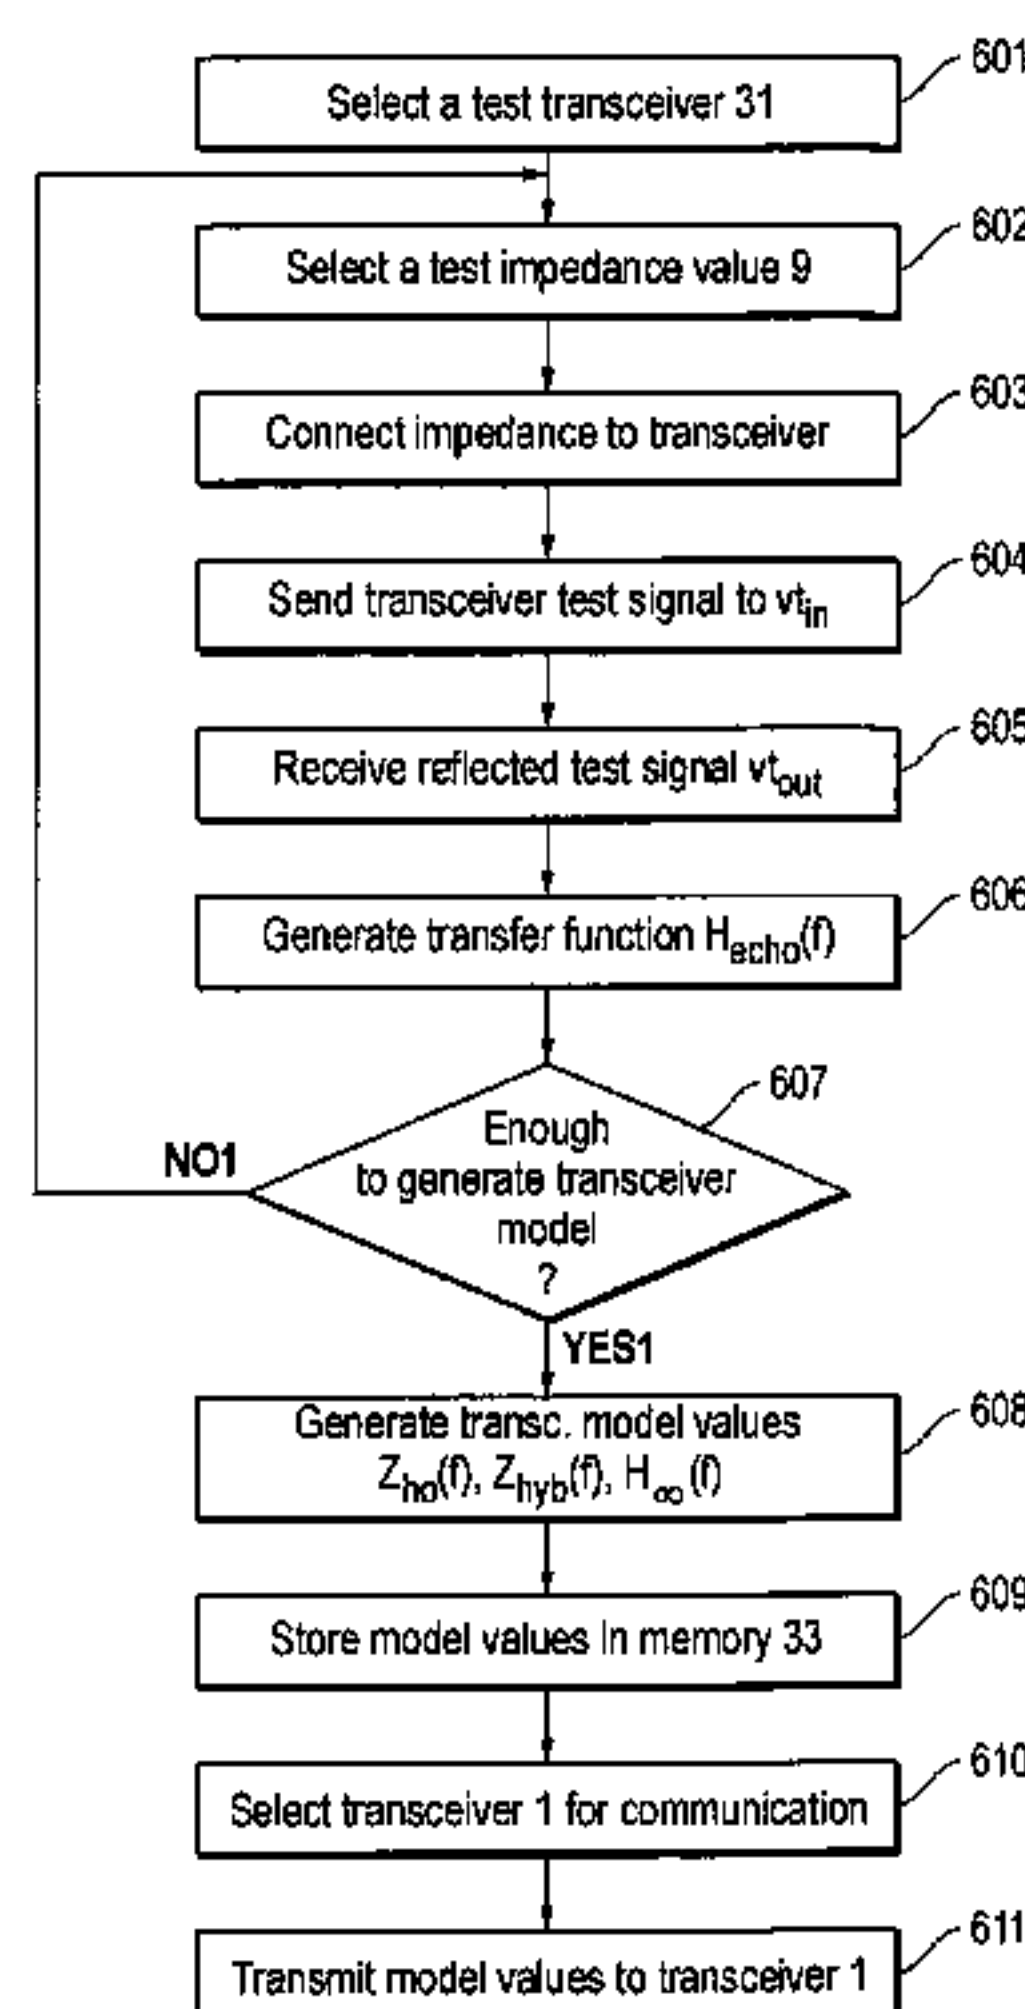 601
Select a test transceiver 31
602
Select a test impedance value 9
603
Connect impedance to transceiver
604
Send transceiver test signal to vt_in
605
Receive reflected test signal vt_out
606
Generate transfer function H_echo(f)
607
Enough
to generate transceiver
model
?
NO1
YES1
608
Generate transc. model values
Z_ho(f), Z_hyb(f), H_∞(f)
609
Store model values in memory 33
610
Select transceiver 1 for communication
611
Transmit model values to transceiver 1